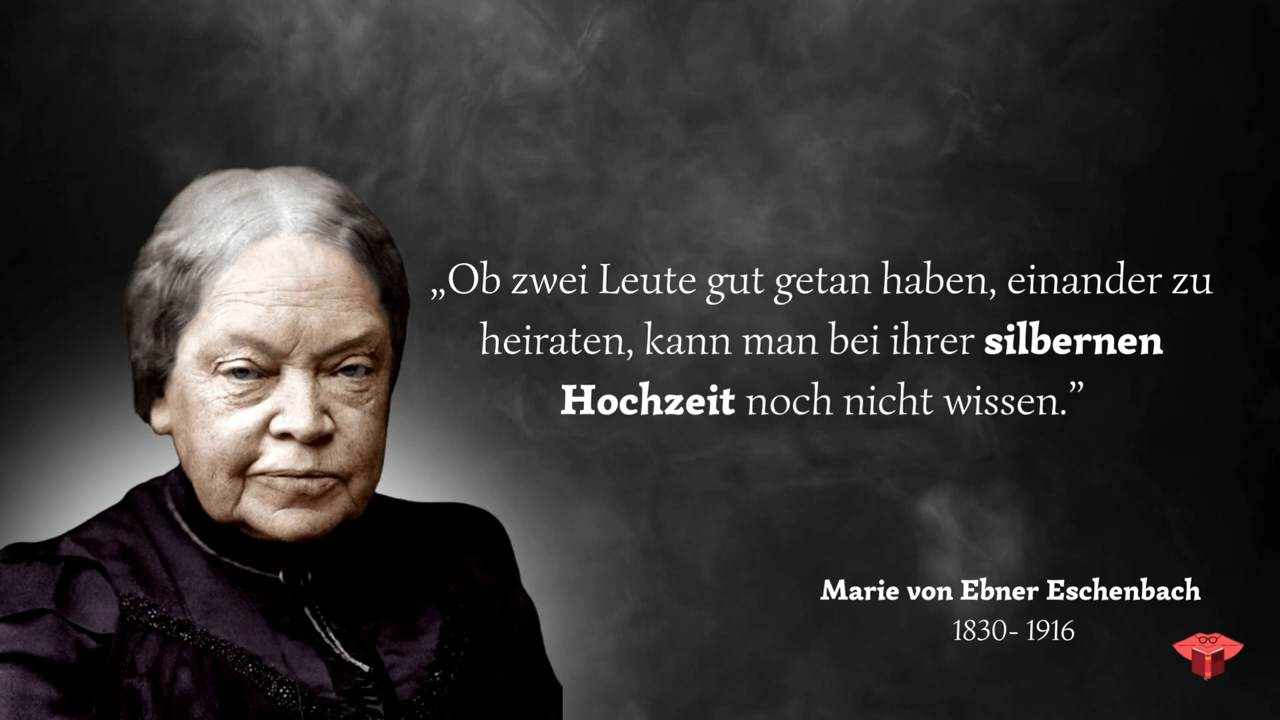 „Ob zwei Leute gut getan haben, einander zu
heiraten, kann man bei ihrer silbernen
Hochzeit noch nicht wissen.”
Marie von Ebner Eschenbach
1830- 1916